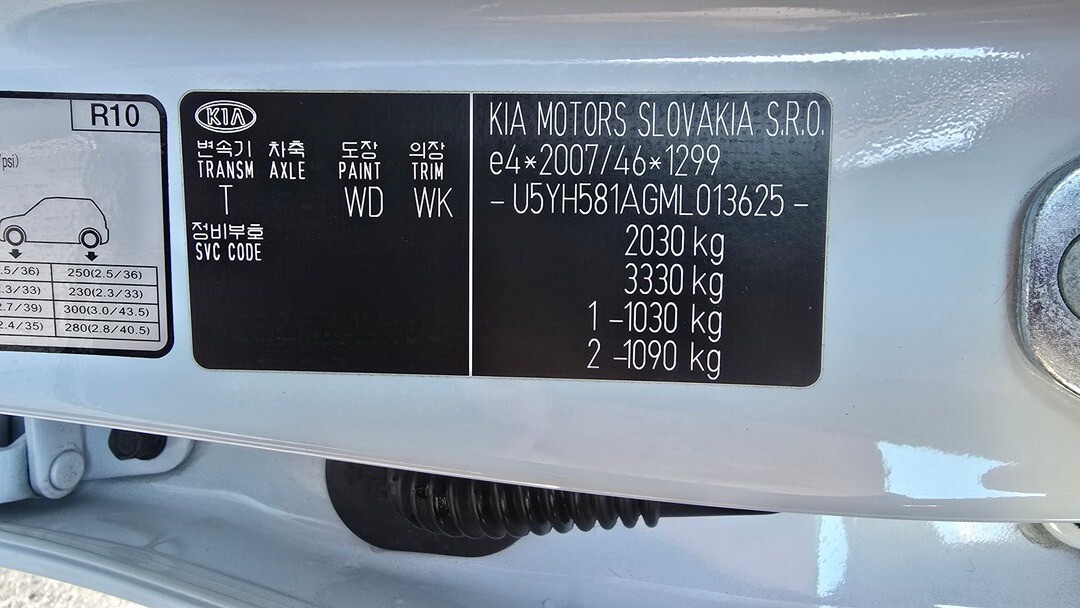 R10
psi)
.5/36) 250(2.5/36)
.3/33) 230(2.3/33)
2.7/39) 300(3.0/43.5)
2.4/35) 280(2.8/40.5)
KIA
변속기 차축 도장 의장
TRANSM AXLE PAINT TRIM
T WD WK
정비부호
SVC CODE
KIA MOTORS SLOVAKIA S.R.O.
e4*2007/46*1299
-U5YH581AGML013625-
2030 kg
3330 kg
1-1030 kg
2-1090 kg